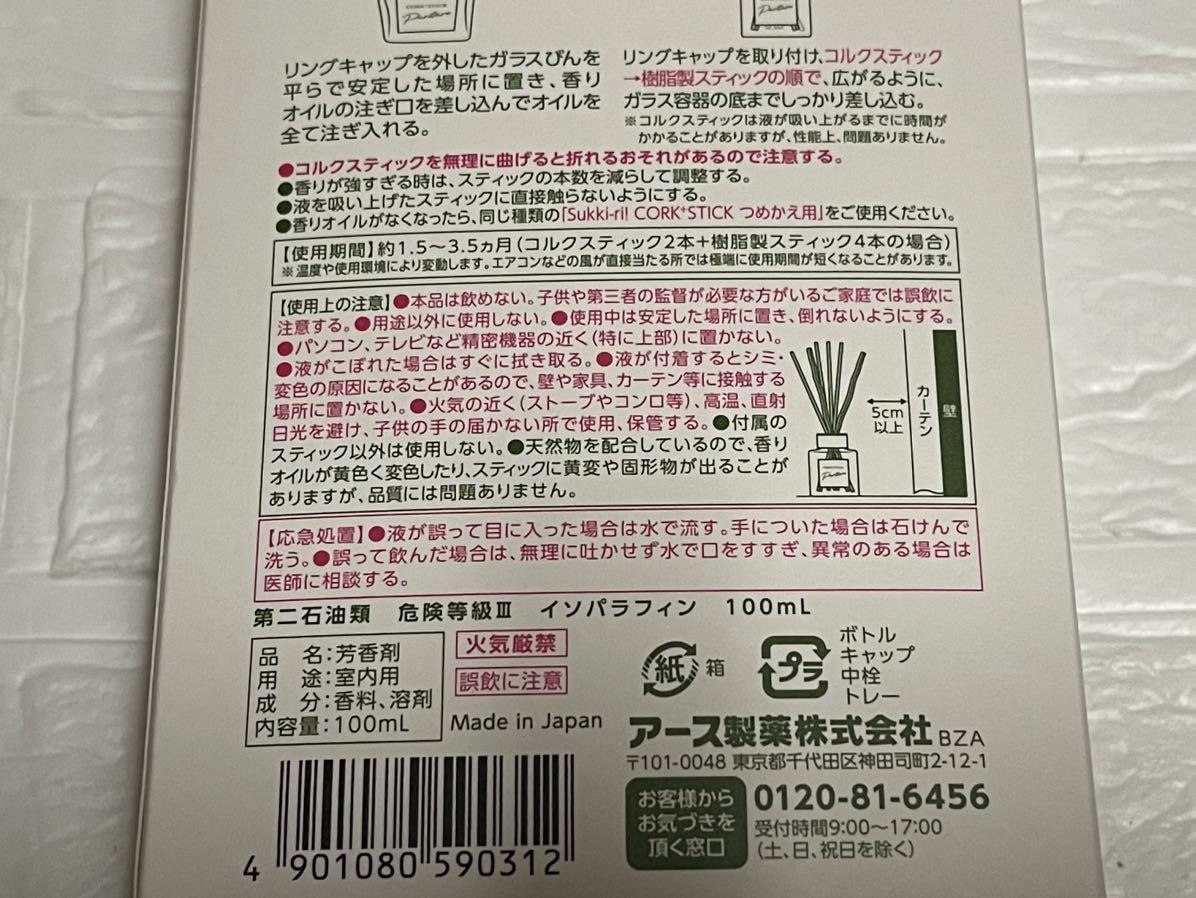 CORK⁺STICK
Parfum
リングキャップを外したガラスびんを
平らで安定した場所に置き、香り
オイルの注ぎ口を差し込んでオイルを
全て注ぎ入れる。
リングキャップを取り付け、コルクスティック
→樹脂製スティックの順で、広がるように、
ガラス容器の底までしっかり差し込む。
※コルクスティックは液が吸い上がるまでに時間が
かかることがありますが、性能上、問題ありません。
●コルクスティックを無理に曲げると折れるおそれがあるので注意する。
●香りが強すぎる時は、スティックの本数を減らして調整する。
●液を吸い上げたスティックに直接触らないようにする。
●香りオイルがなくなったら、同じ種類の「Sukki-ri! CORK⁺STICK つめかえ用」をご使用ください。
【使用期間】約1.5～3.5ヵ月(コルクスティック2本+樹脂製スティック4本の場合)
※温度や使用環境により変動します。エアコンなどの風が直接当たる所では極端に使用期間が短くなることがあります。
【使用上の注意】●本品は飲めない。子供や第三者の監督が必要な方がいるご家庭では誤飲に
注意する。●用途以外に使用しない。●使用中は安定した場所に置き、倒れないようにする。
●パソコン、テレビなど精密機器の近く(特に上部)に置かない。
●液がこぼれた場合はすぐに拭き取る。●液が付着するとシミ・
変色の原因になることがあるので、壁や家具、カーテン等に接触する
場所に置かない。●火気の近く(ストーブやコンロ等)、高温、直射
日光を避け、子供の手の届かない所で使用、保管する。●付属の
スティック以外は使用しない。●天然物を配合しているので、香り
オイルが黄色く変色したり、スティックに黄変や固形物が出ることが
ありますが、品質には問題ありません。
5cm
以上
カーテン
壁
【応急処置】●液が誤って目に入った場合は水で流す。手についた場合は石けんで
洗う。●誤って飲んだ場合は、無理に吐かせず水で口をすすぎ、異常のある場合は
医師に相談する。
第二石油類 危険等級Ⅲ イソパラフィン 100mL
品 名:芳香剤
用 途:室内用
成 分:香料、溶剤
内容量:100mL
火気厳禁
誤飲に注意
Made in Japan
紙 箱
プラ
ボトル
キャップ
中栓
トレー
アース製薬株式会社 BZA
〒101-0048 東京都千代田区神田司町2-12-1
お客様から
お気づきを
頂く窓口
0120-81-6456
受付時間9:00～17:00
(土、日、祝日を除く)
4 901080 590312